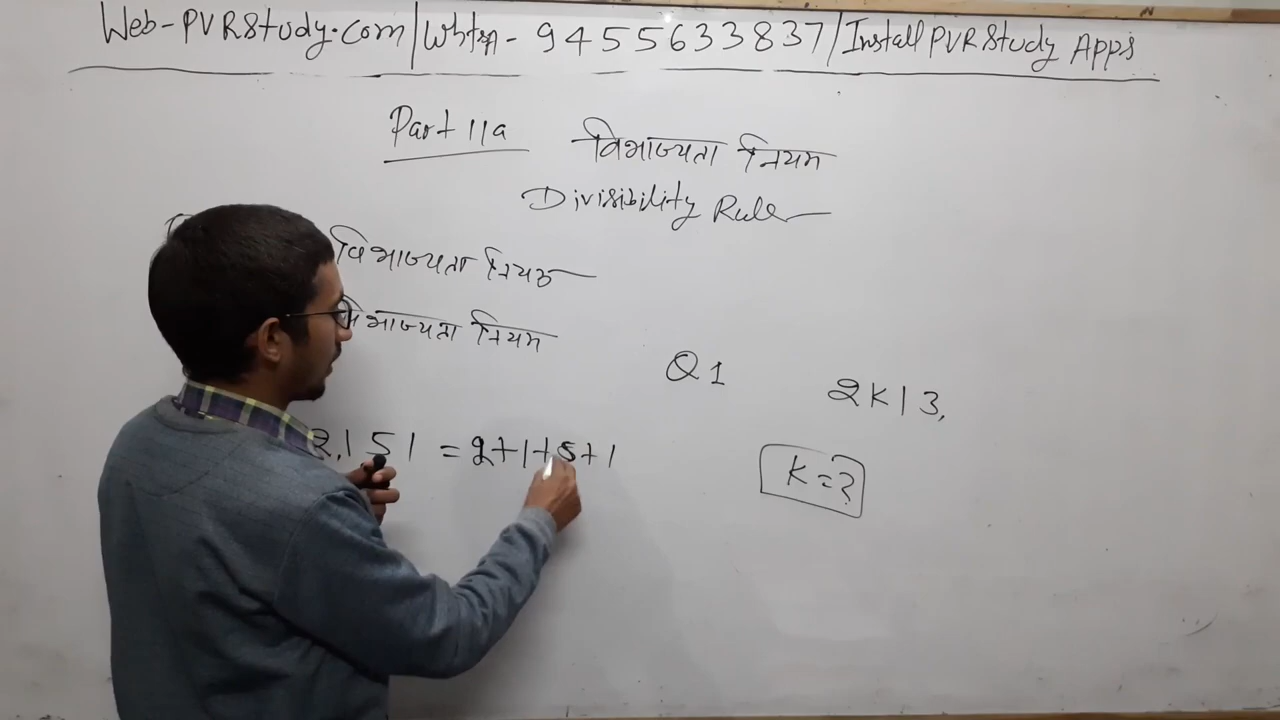 Web-PVRStudy.com/Whtsp-9455633837/Install PVRStudy Apps
Part 11a विभाज्यता नियम
Divisibility Rule
विभाज्यता नियम
विभाज्यता नियम
Q1 2K13,
2151 = 2+1+5+1
K=?